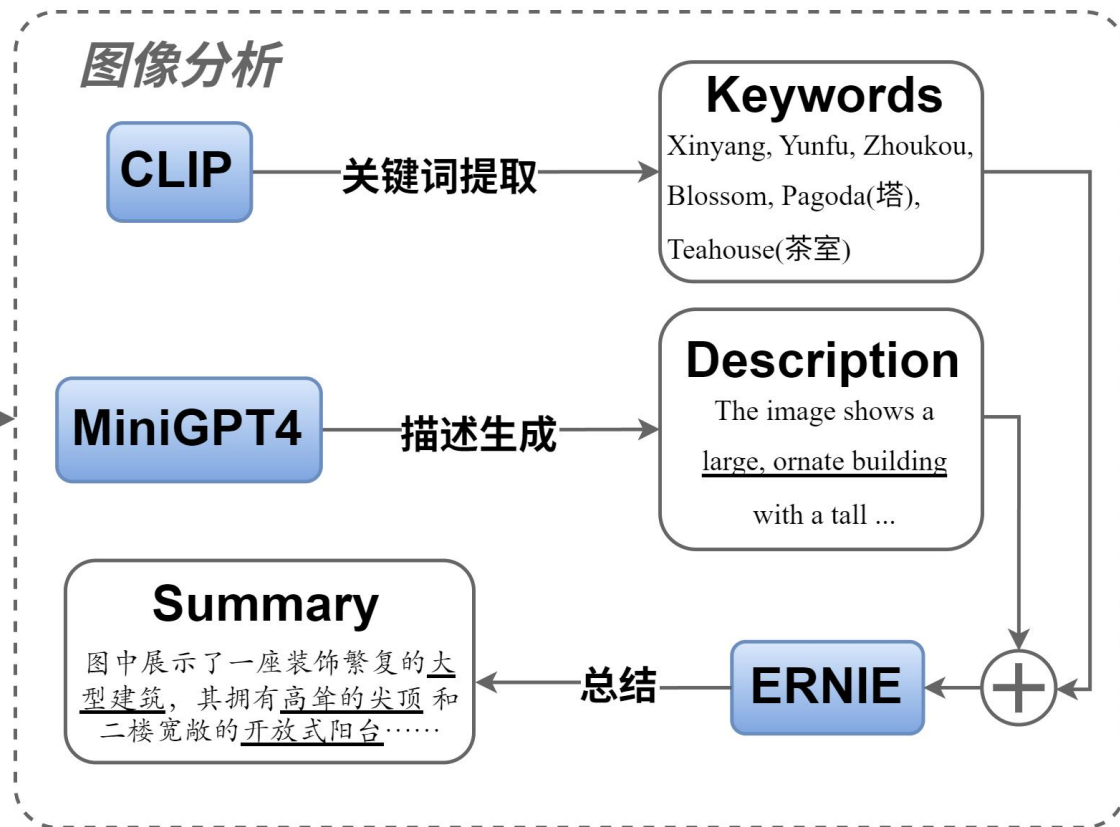 图像分析
CLIP
关键词提取
Keywords
Xinyang, Yunfu, Zhoukou,
Blossom, Pagoda(塔),
Teahouse(茶室)
MiniGPT4
描述生成
Description
The image shows a
large, ornate building
with a tall ...
Summary
图中展示了一座装饰繁复的大
型建筑，其拥有高耸的尖顶 和
二楼宽敞的开放式阳台……
总结
ERNIE